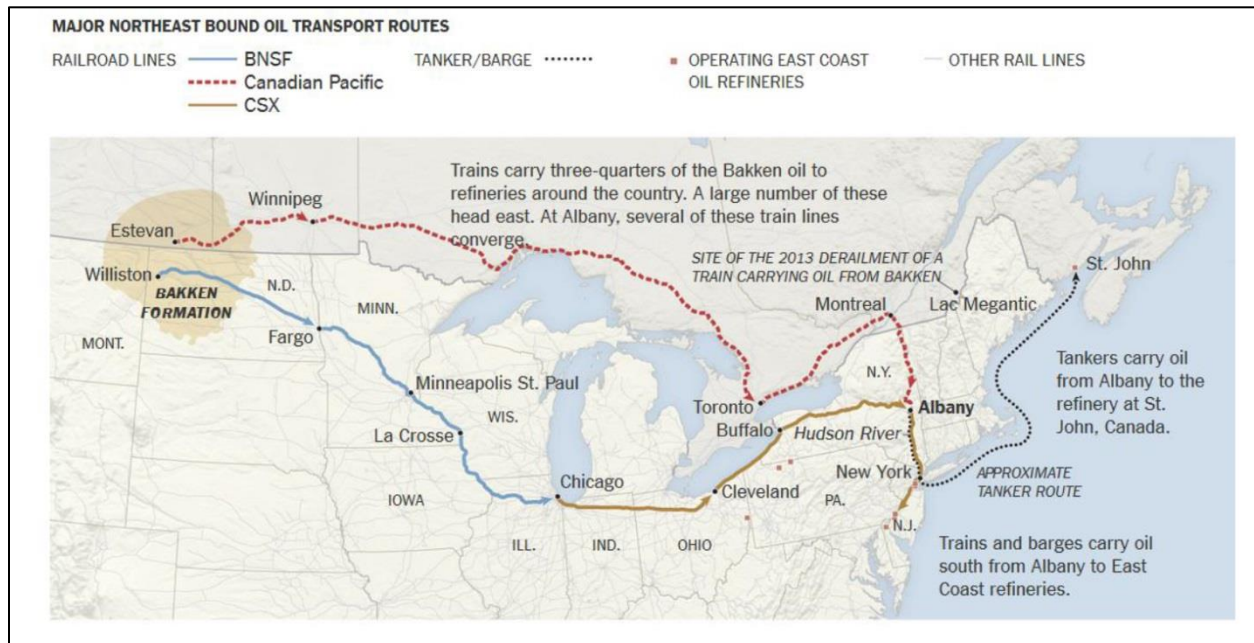 MAJOR NORTHEAST BOUND OIL TRANSPORT ROUTES
RAILROAD LINES
BNSF
Canadian Pacific
CSX
TANKER/BARGE
OPERATING EAST COAST
OIL REFINERIES
OTHER RAIL LINES
Trains carry three-quarters of the Bakken oil to
refineries around the country. A large number of these
head east. At Albany, several of these train lines
converge.
Winnipeg
Estevan
Williston
BAKKEN
FORMATION
N.D.
MINN.
MONT.
Fargo
SITE OF THE 2013 DERAILMENT OF A
TRAIN CARRYING OIL FROM BAKKEN
St. John
Montreal
Lac Megantic
Minneapolis St. Paul
WIS.
La Crosse
N.Y.
Toronto
Albany
Buffalo
Hudson River
Tankers carry oil
from Albany to the
refinery at St.
John, Canada.
Chicago
Cleveland
New York
APPROXIMATE
TANKER ROUTE
IOWA
PA.
N.J.
ILL.
IND.
OHIO
Trains and barges carry oil
south from Albany to East
Coast refineries.